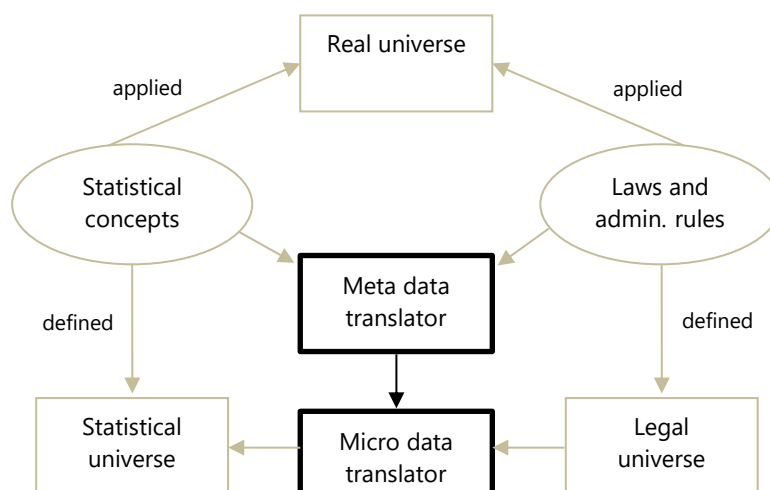 Real universe
applied
applied
Statistical
concepts
Laws and
admin. rules
Meta data
translator
defined
defined
Statistical
universe
Micro data
translator
Legal
universe